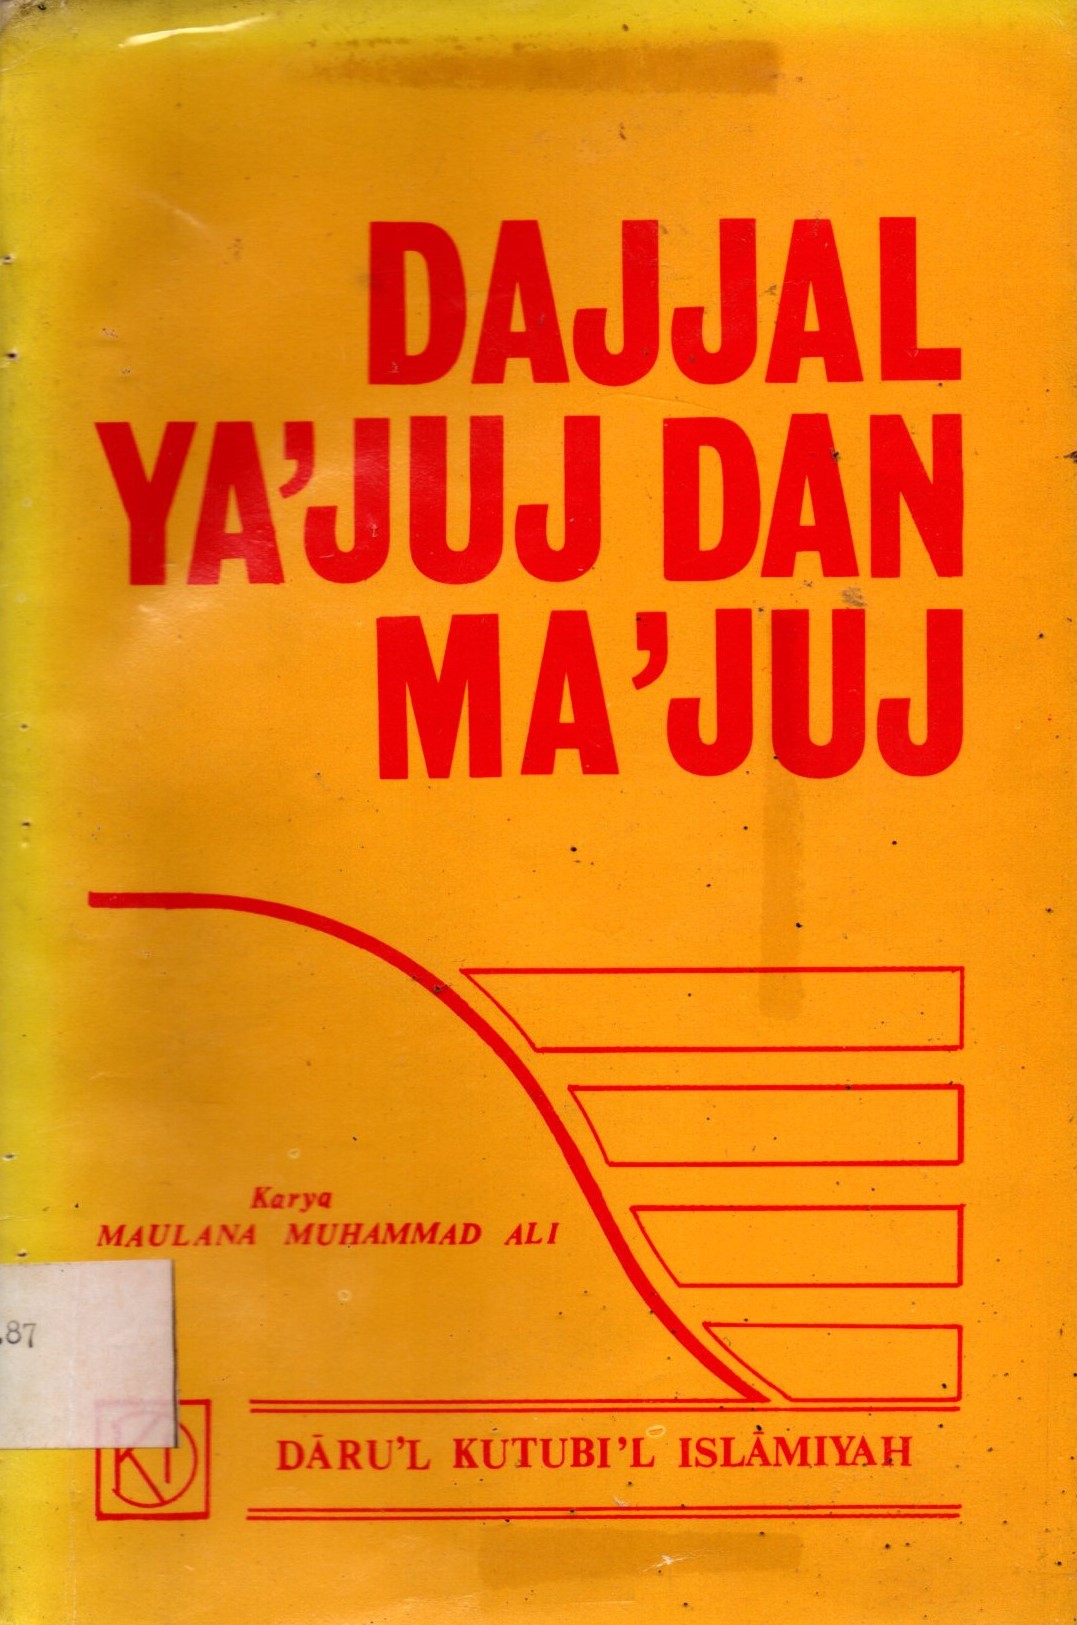 DAJJAL
YA'JUJ DAN
MA'JUJ
Karya
MAULANA MUHAMMAD ALI
.87
DĀRU'L KUTUBI'L ISLĀMIYAH